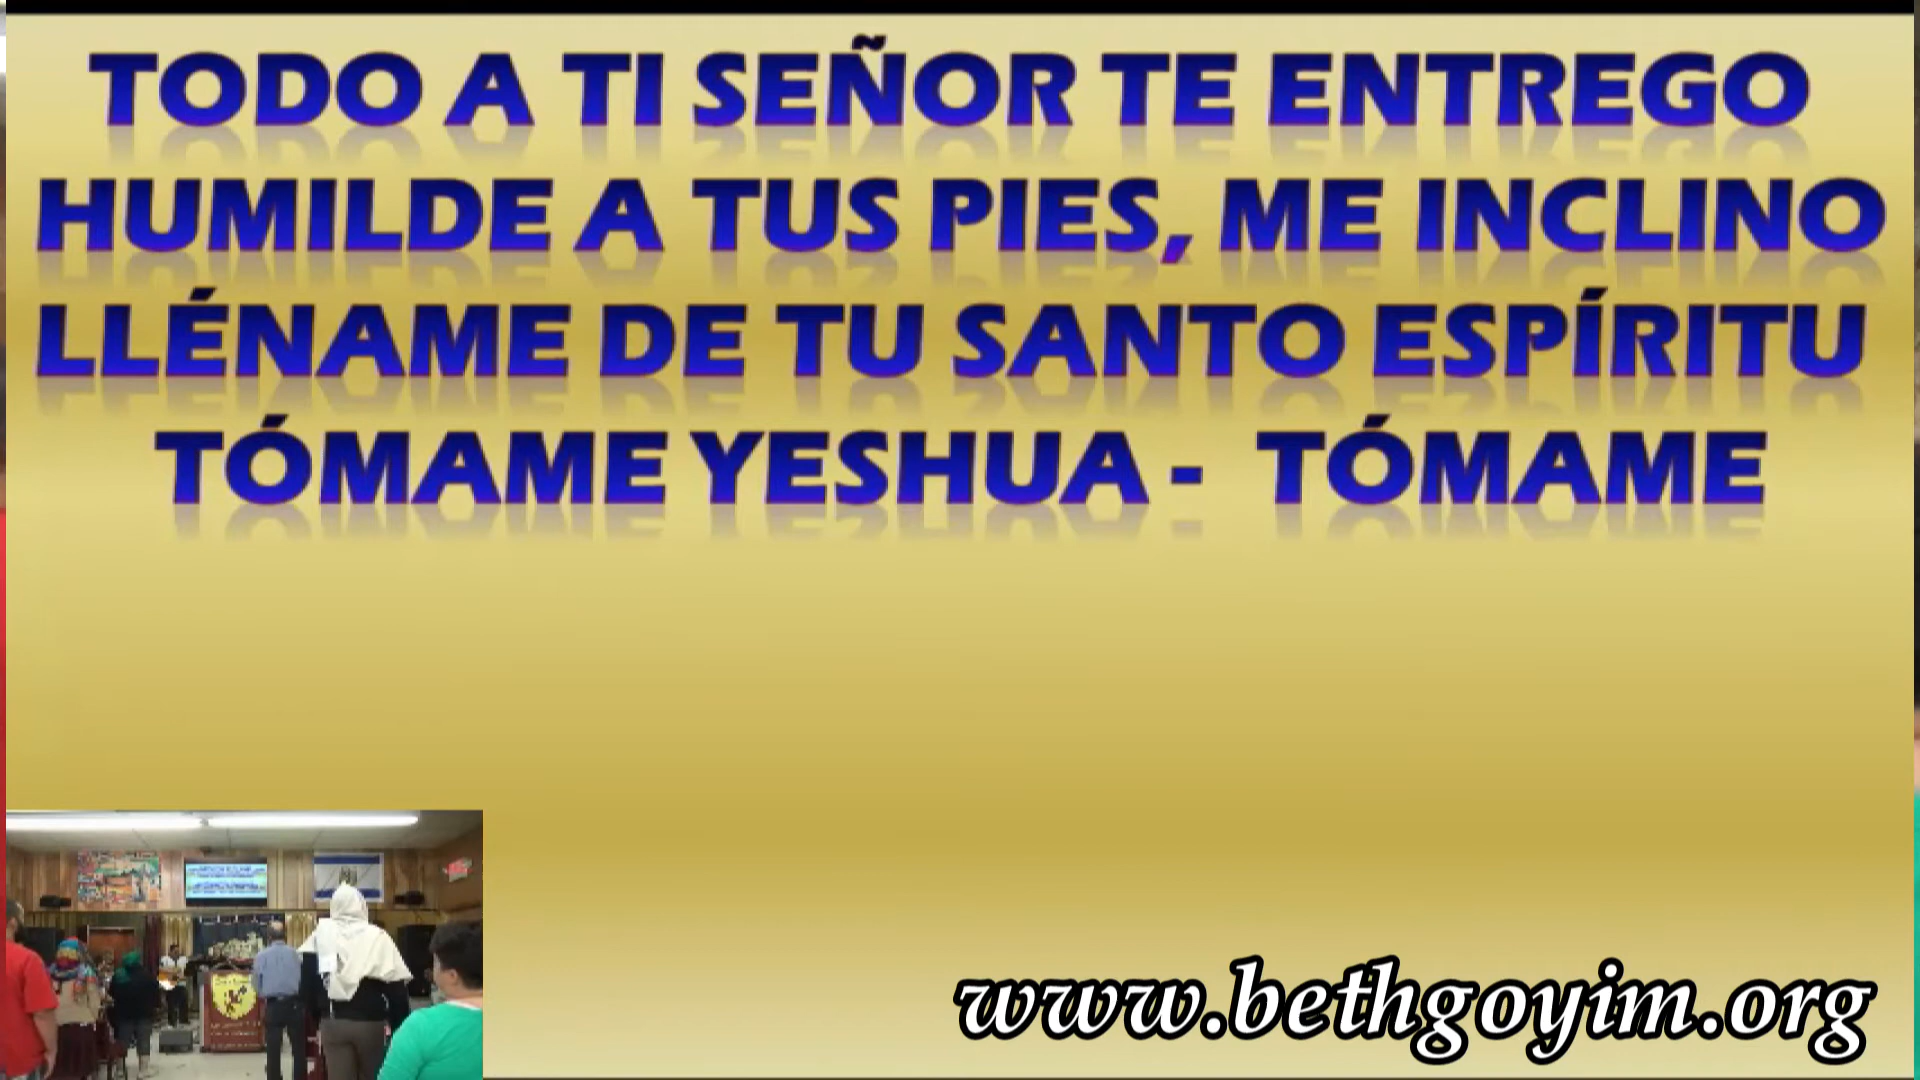 TODO A TI SEÑOR TE ENTREGO
HUMILDE A TUS PIES, ME INCLINO
LLÉNAME DE TU SANTO ESPÍRITU
TÓMAME YESHUA - TÓMAME
www.bethgoyim.org